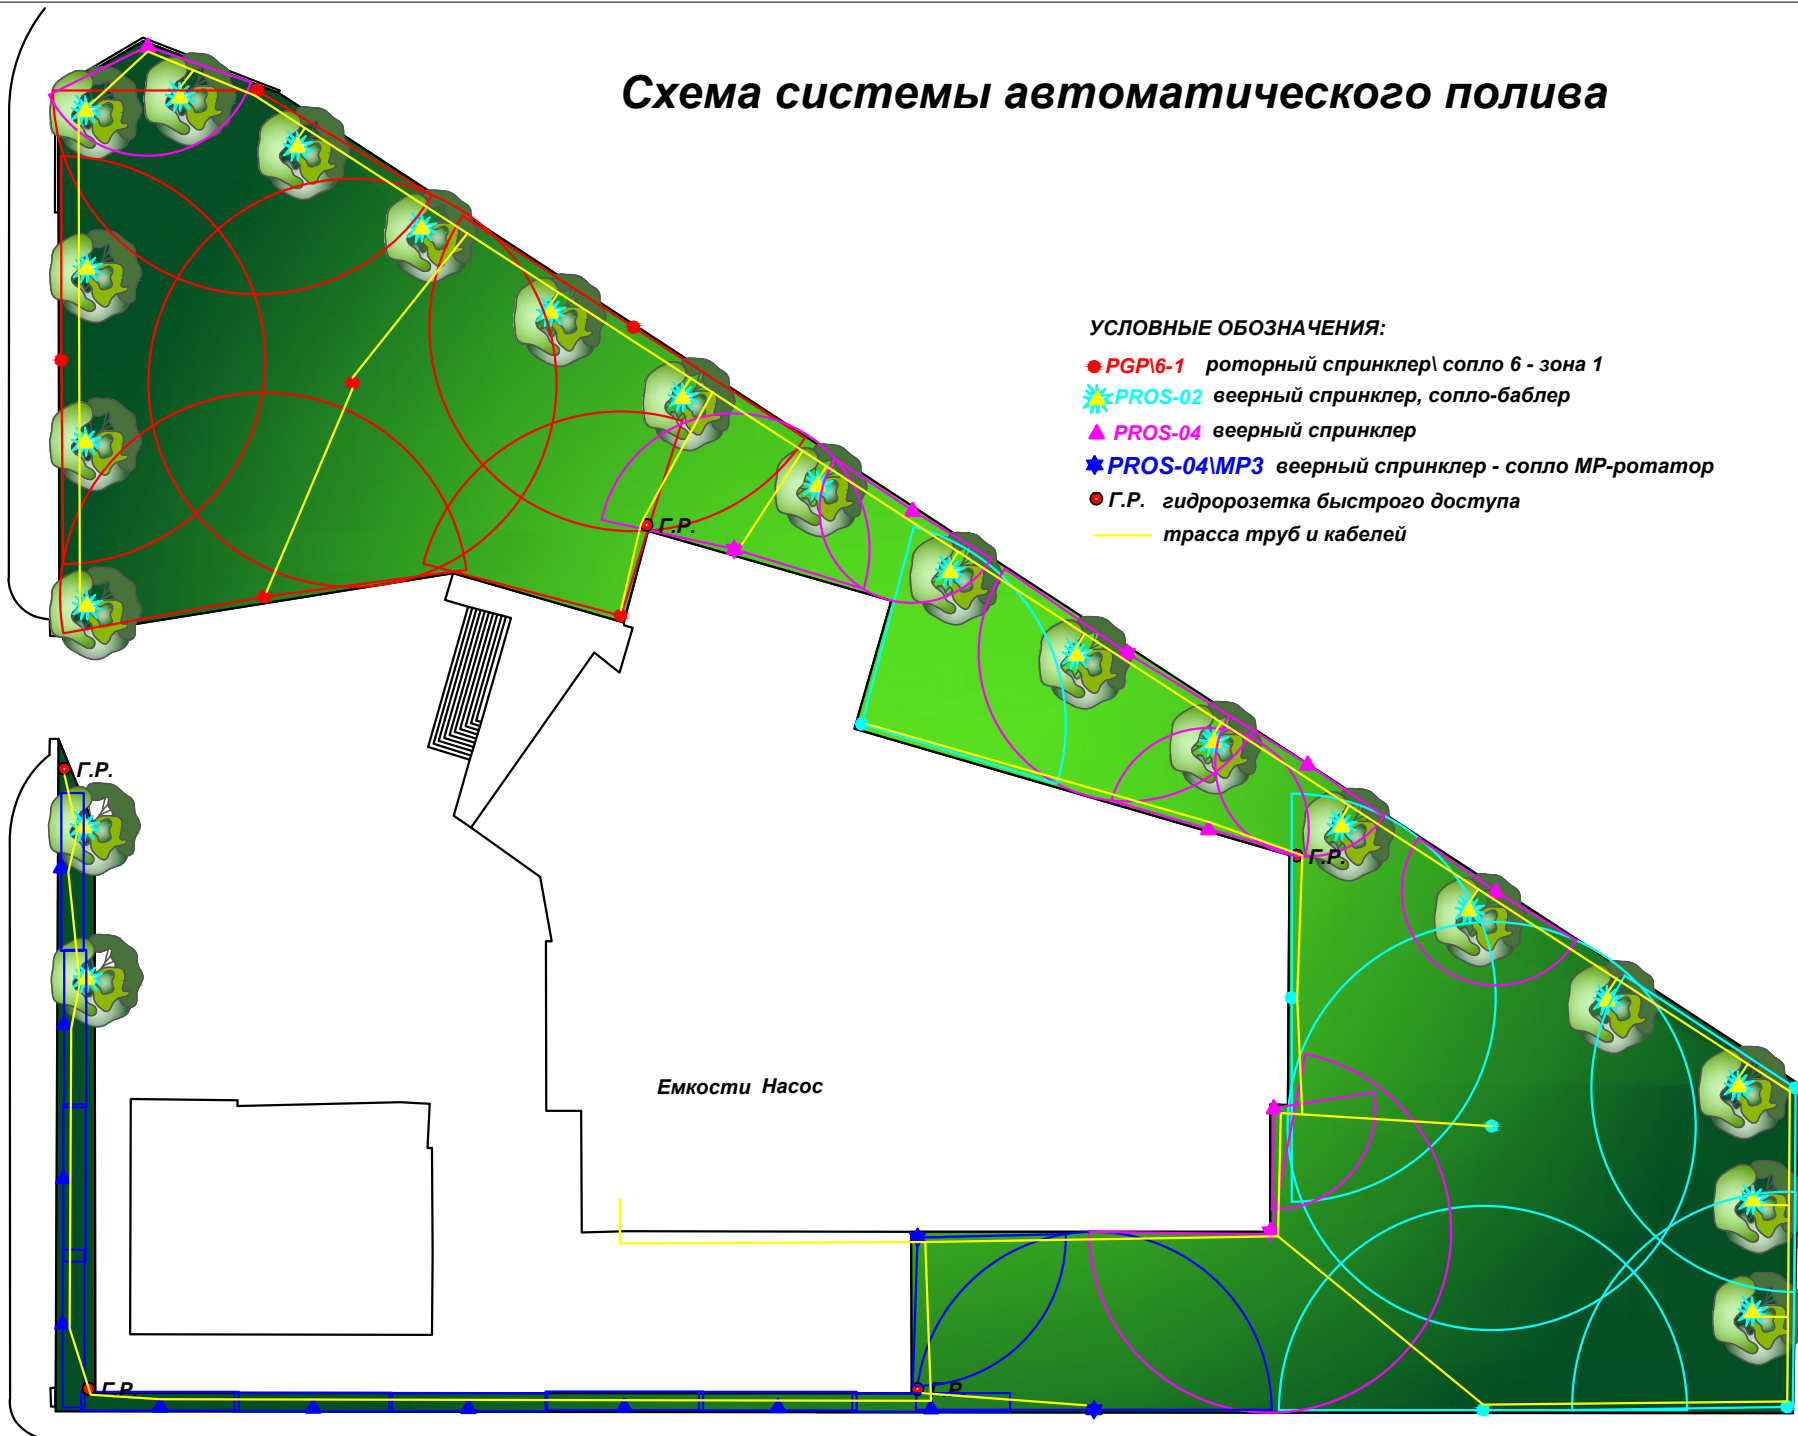 Схема системы автоматического полива
УСЛОВНЫЕ ОБОЗНАЧЕНИЯ:
PGP\6-1 роторный спринклер\ сопло 6 - зона 1
PROS-02 веерный спринклер, сопло-баблер
PROS-04 веерный спринклер
PROS-04\MP3 веерный спринклер - сопло МР-ротатор
Г.Р. гидророзетка быстрого доступа
трасса труб и кабелей
Г.Р.
Г.Р.
Г.Р.
Емкости Насос
Г.Р.
Г.Р.